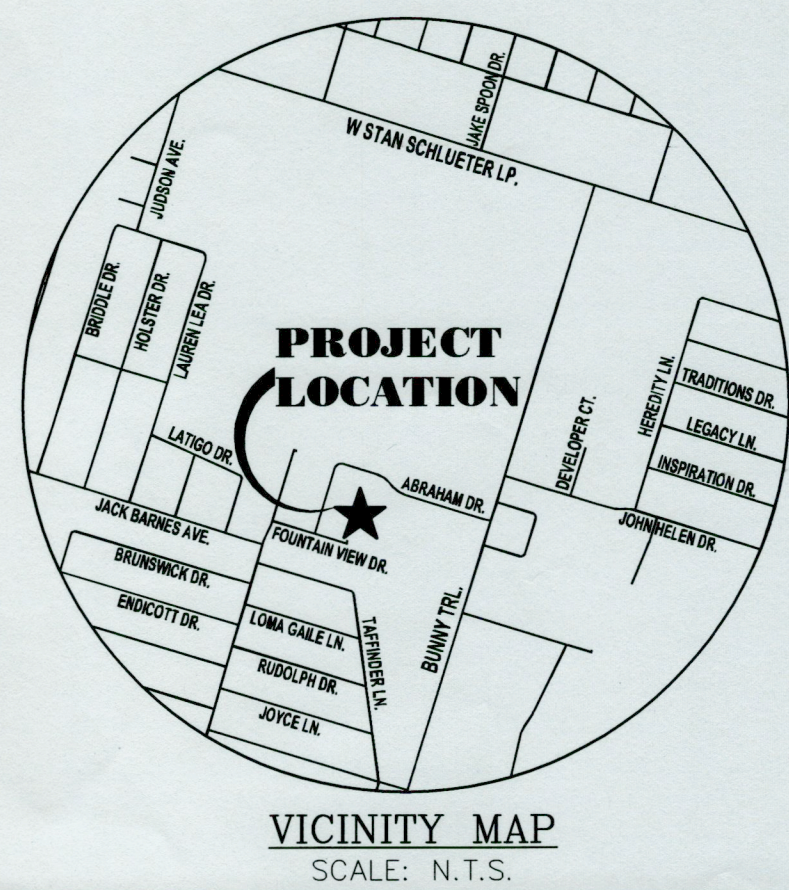 JAKE SPOON DR.
W STAN SCHLUETER LP.
JUDSON AVE.
BRIDDLE DR.
HOLSTER DR.
LAUREN LEA DR.
PROJECT
LOCATION
HEREDITY LN.
TRADITIONS DR.
LEGACY LN.
INSPIRATION DR.
DEVELOPER CT.
JOHN HELEN DR.
LATIGO DR.
ABRAHAM DR.
JACK BARNES AVE.
FOUNTAIN VIEW DR.
BRUNSWICK DR.
ENDICOTT DR.
LOMA GAILE LN.
RUDOLPH DR.
JOYCE LN.
TAFFINDER LN.
BUNNY TRL.
VICINITY MAP
SCALE: N.T.S.